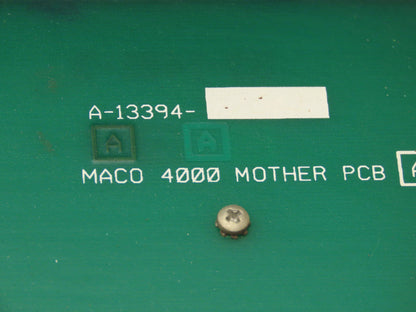 A-13394-
A A
MACO 4000 MOTHER PCB A